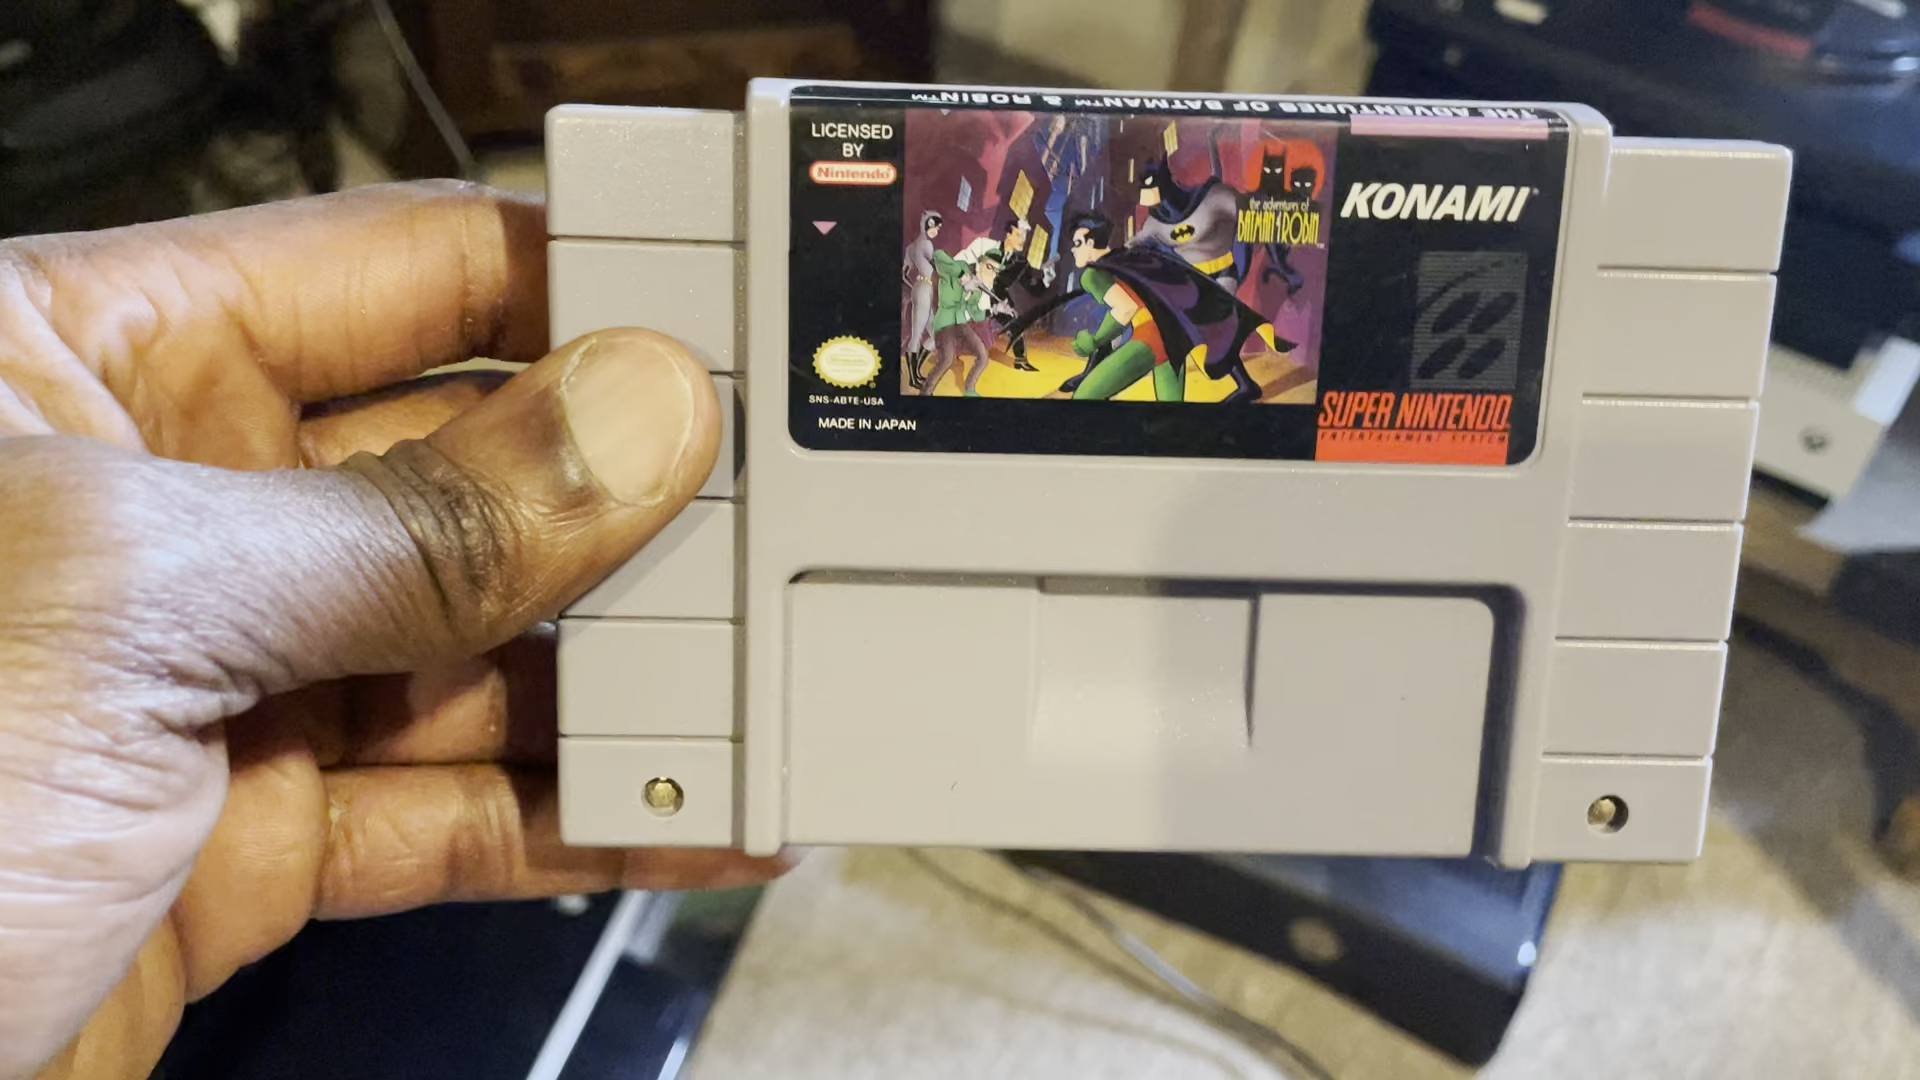 THE ADVENTURES OF BATMAN™ & ROBIN™
LICENSED
BY
Nintendo
KONAMI
the adventures of
BATMAN & ROBIN
SNS-ABTE-USA
MADE IN JAPAN
SUPER NINTENDO
ENTERTAINMENT SYSTEM